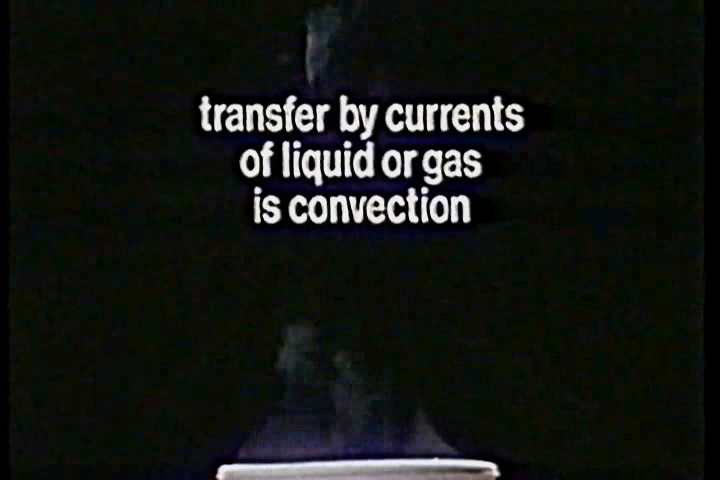 transfer by currents
of liquid or gas
is convection